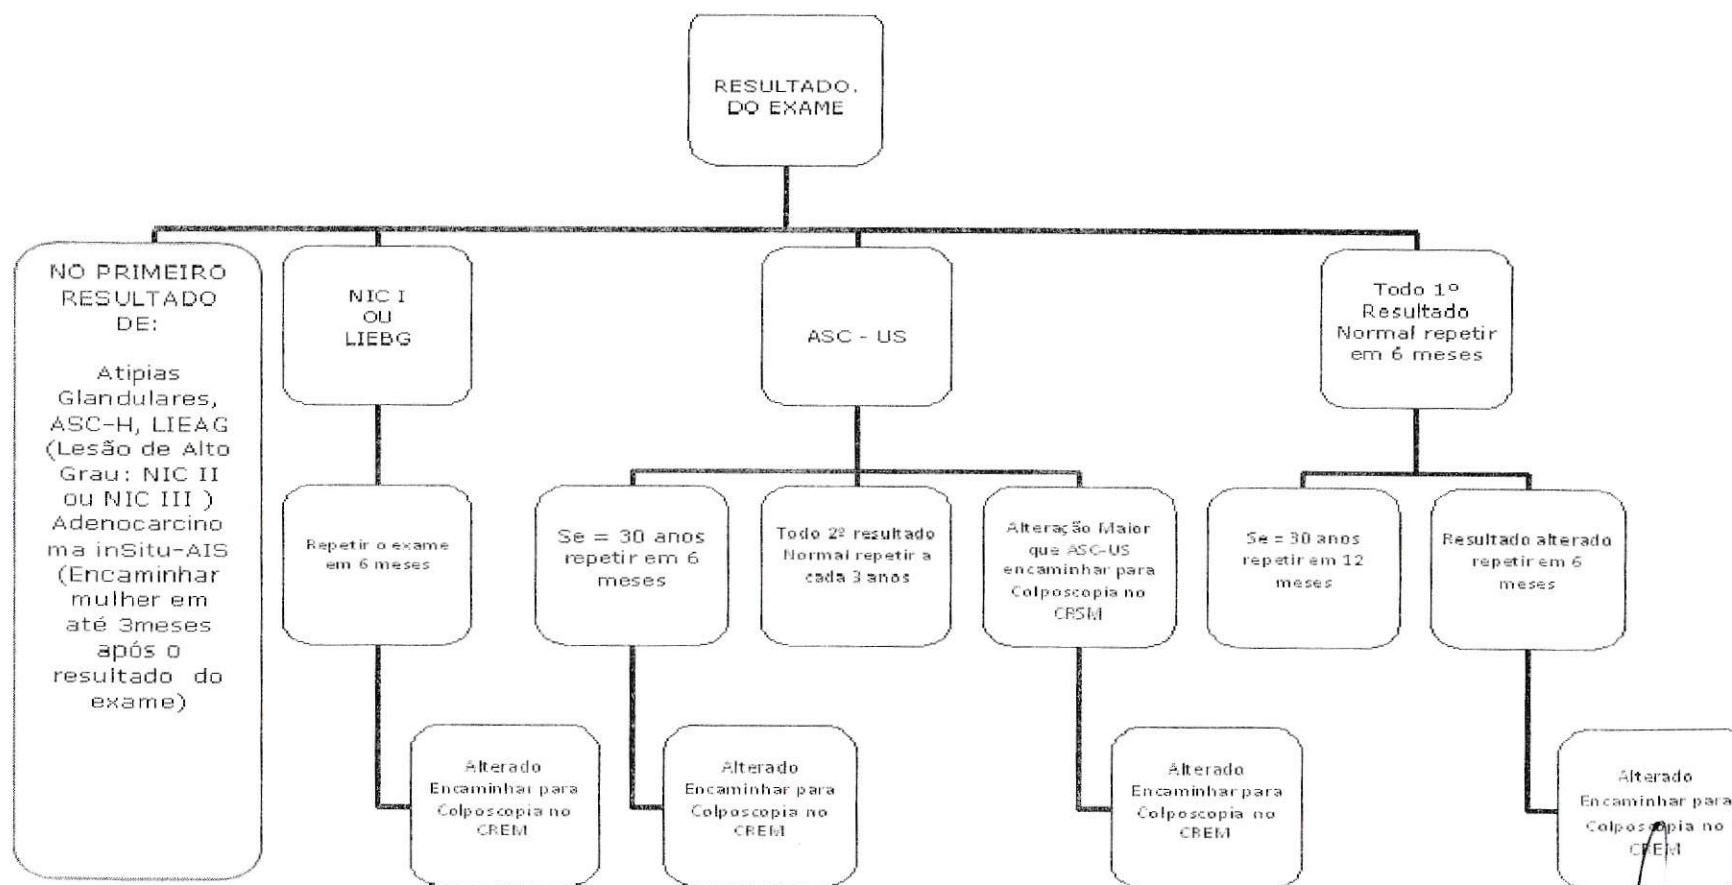 RESULTADO.
DO EXAME
NO PRIMEIRO
RESULTADO
DE:
Atipias
Glandulares,
ASC-H, LIEAG
(Lesão de Alto
Grau: NIC II
ou NIC III )
Adenocarcino
ma inSitu-AIS
(Encaminhar
mulher em
até 3meses
após o
resultado do
exame)
NIC I
OU
LIEBG
ASC - US
Todo 1º
Resultado
Normal repetir
em 6 meses
Repetir o exame
em 6 meses
Se = 30 anos
repetir em 6
meses
Todo 2º resultado
Normal repetir a
cada 3 anos
Alteração Maior
que ASC-US
encaminhar para
Colposcopia no
CRSM
Se = 30 anos
repetir em 12
meses
Resultado alterado
repetir em 6
meses
Alterado
Encaminhar para
Colposcopia no
CREM
Alterado
Encaminhar para
Colposcopia no
CREM
Alterado
Encaminhar para
Colposcopia no
CREM
Alterado
Encaminhar para
Colposcopia no
CREM